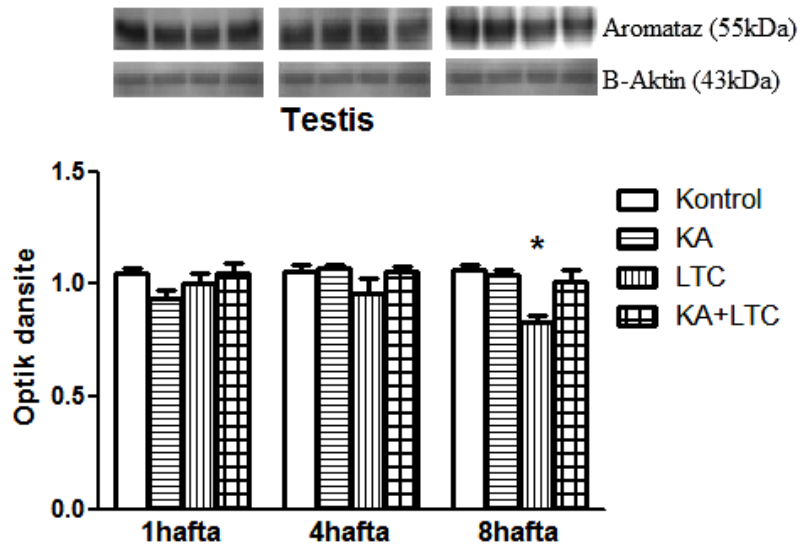 Aromataz (55kDa)
B-Aktin (43kDa)
Testis
Optik dansite
1.5
1.0
0.5
0.0
*
1hafta 4hafta 8hafta
Kontrol
KA
LTC
KA+LTC